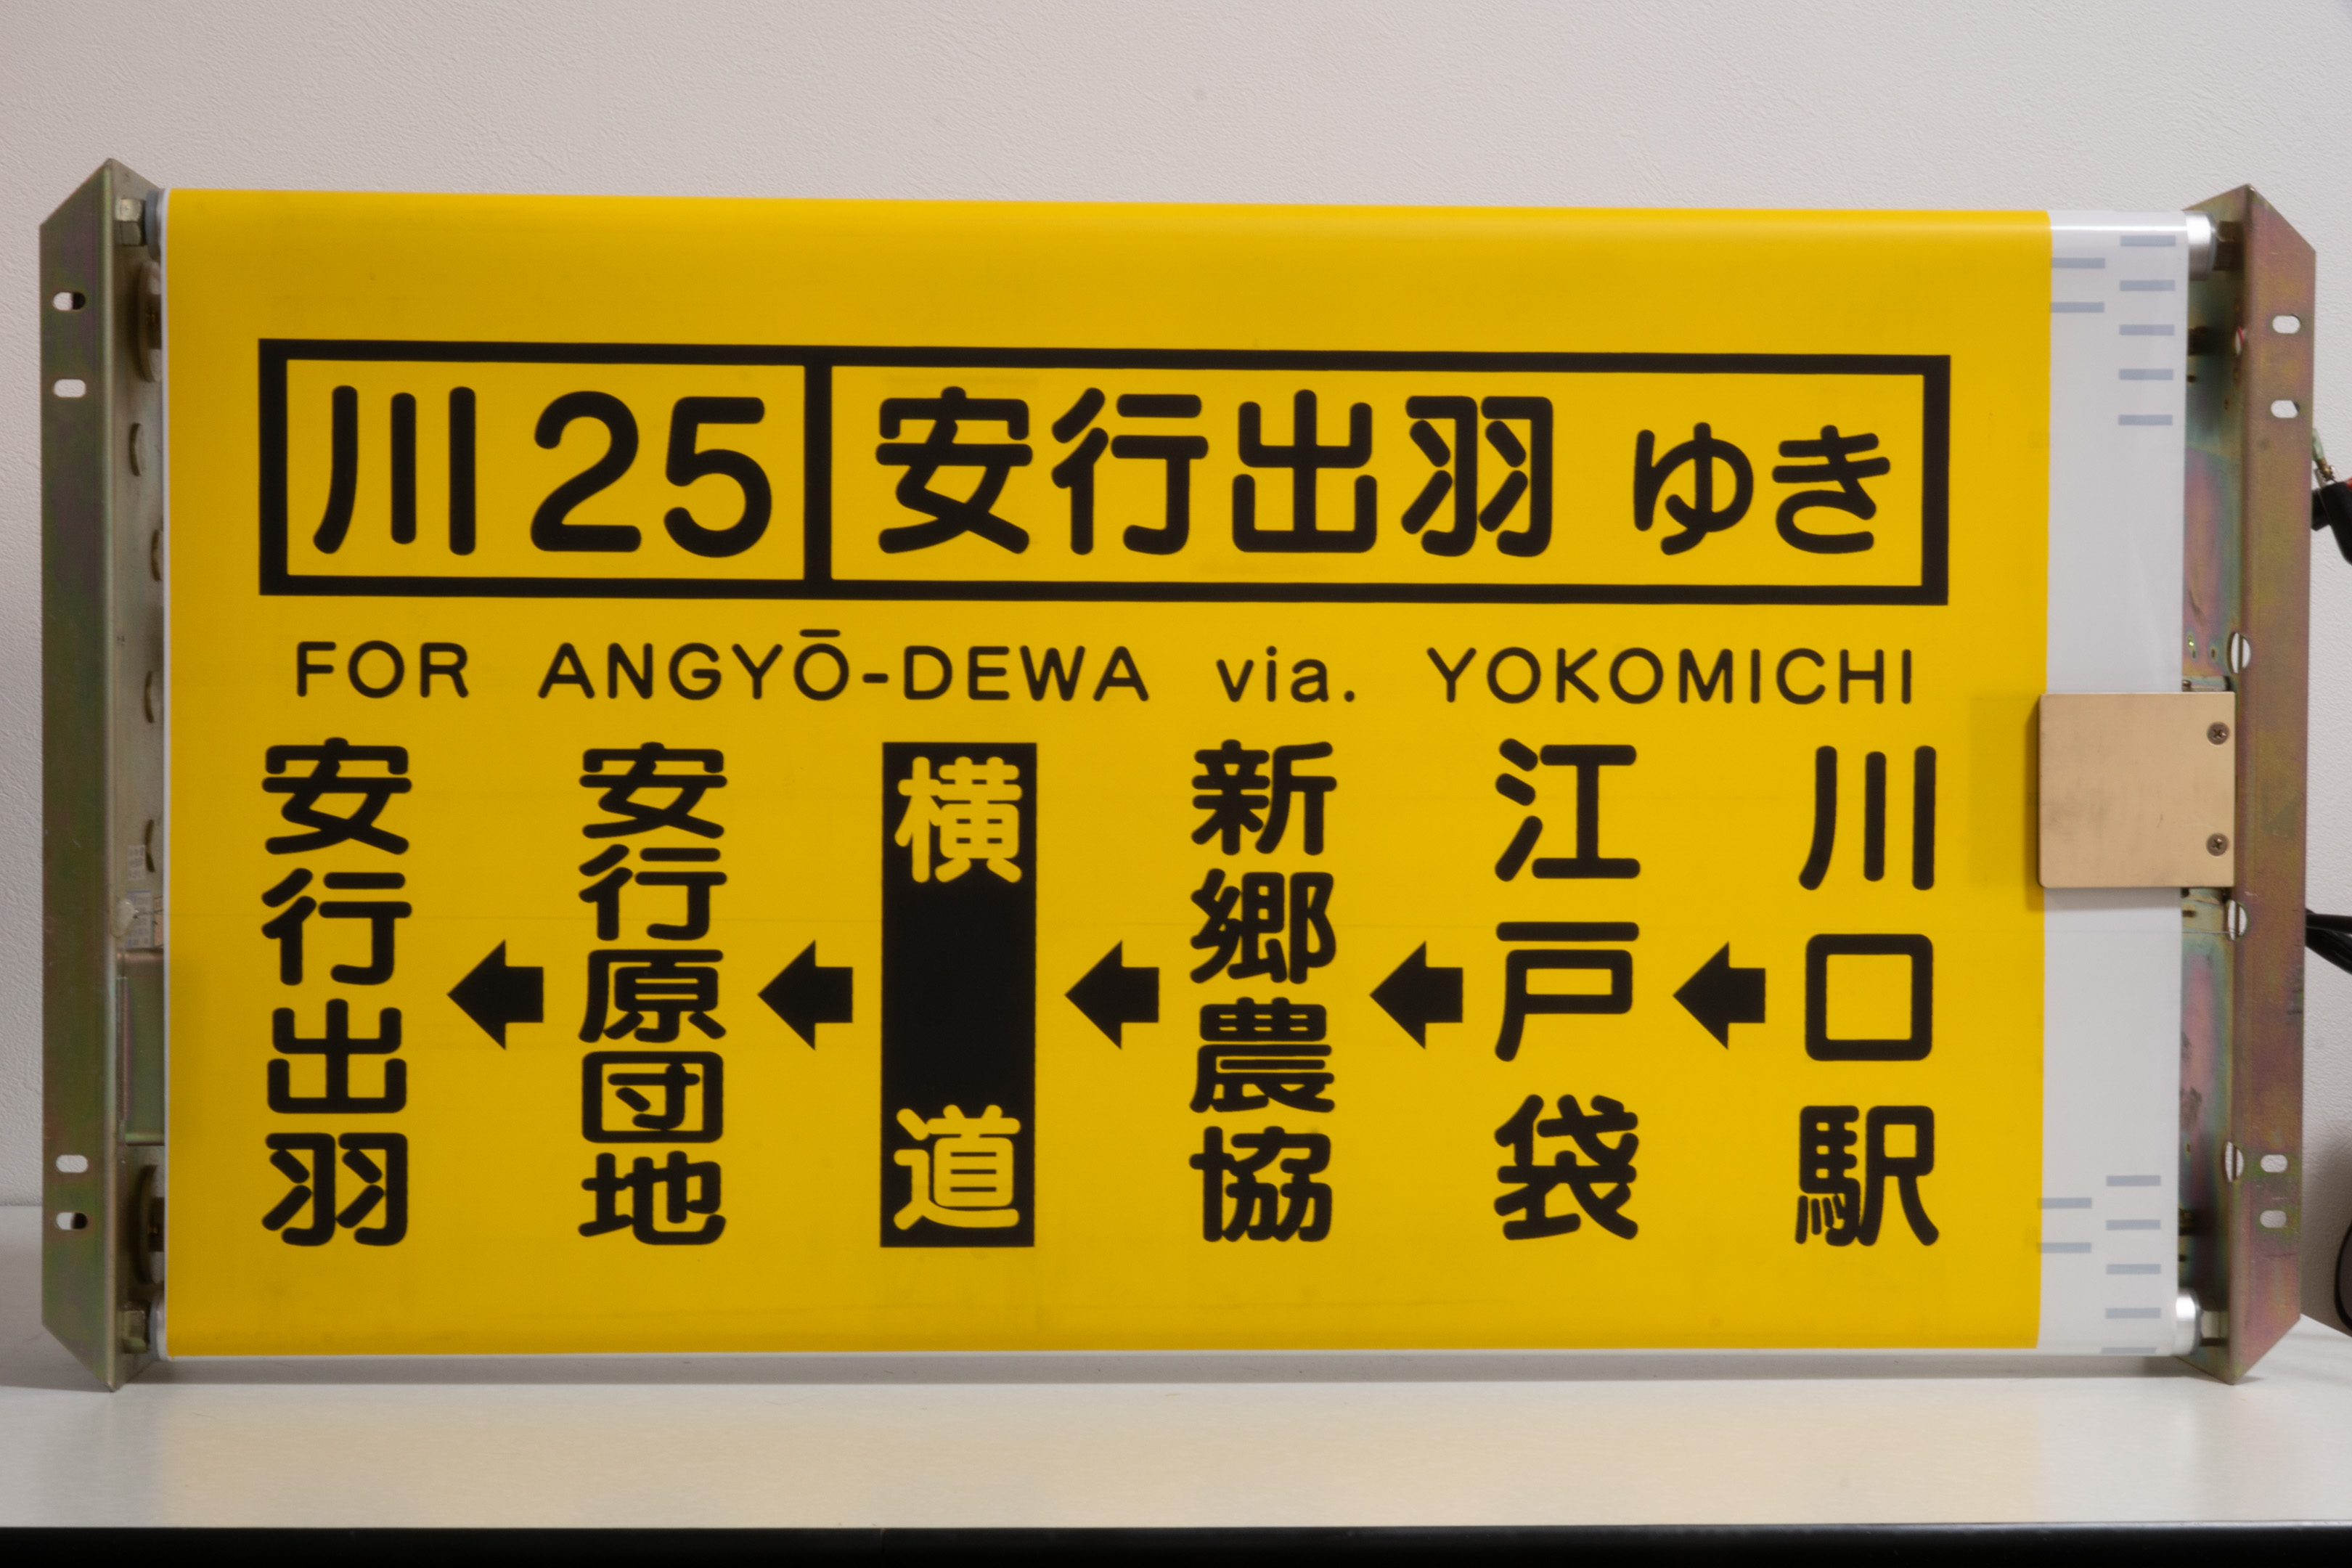 川25 安行出羽 ゆき
FOR ANGYŌ-DEWA via. YOKOMICHI
川口駅
江戸袋
新郷農協
横道
安行原団地
安行出羽